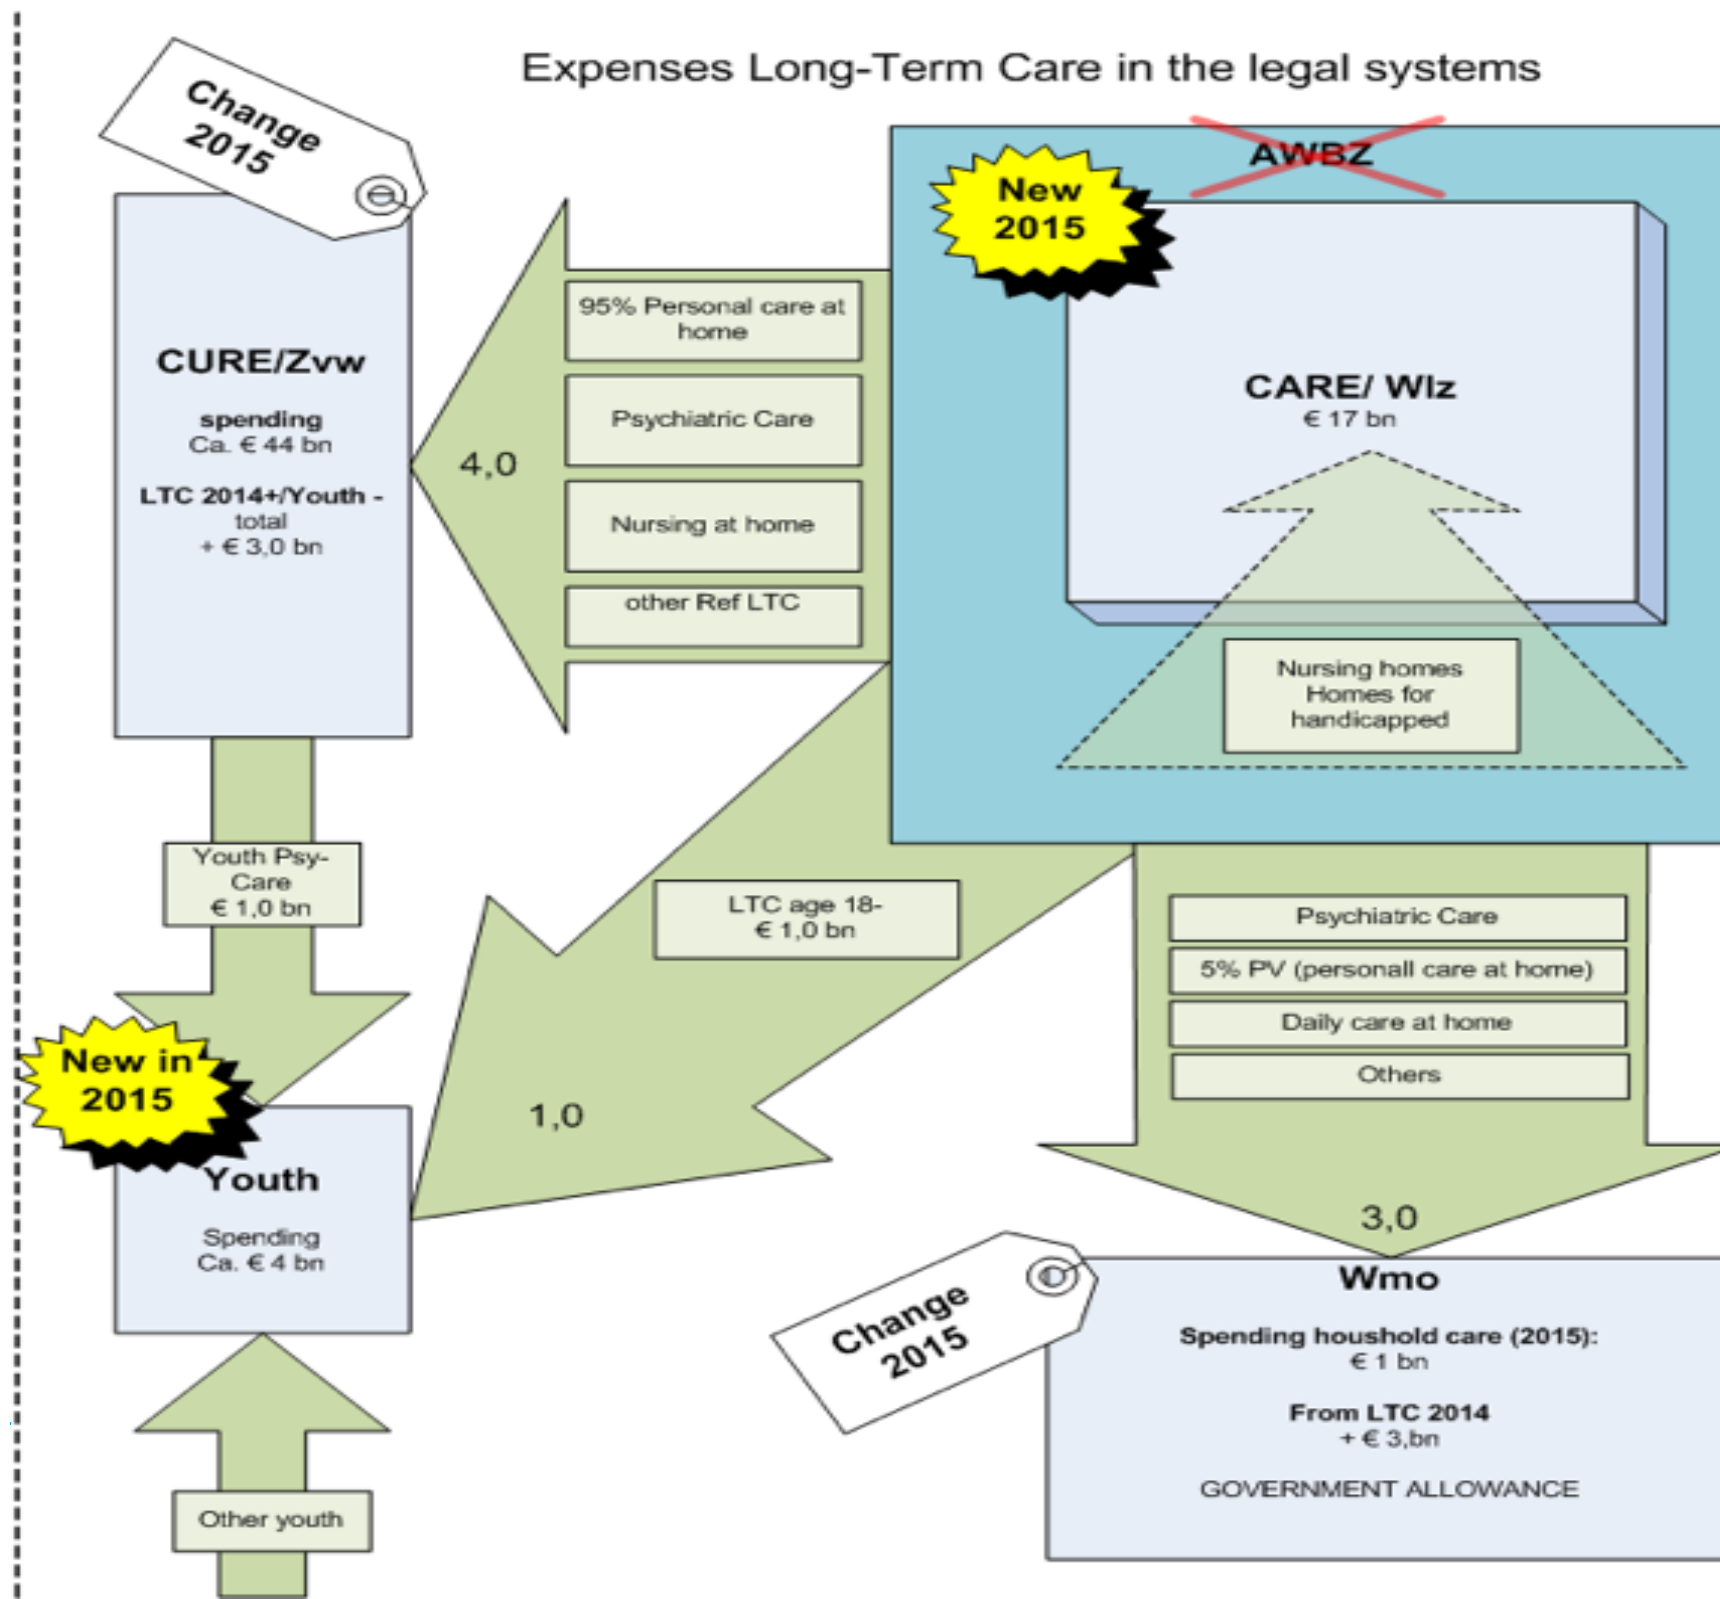 Expenses Long-Term Care in the legal systems
Change
2015
AWBZ
New
2015
CURE/Zvw
spending
Ca. € 44 bn
LTC 2014+/Youth -
total
+ € 3,0 bn
4,0
95% Personal care at
home
Psychiatric Care
Nursing at home
other Ref LTC
CARE/ Wlz
€ 17 bn
Nursing homes
Homes for
handicapped
Youth Psy-
Care
€ 1,0 bn
LTC age 18-
€ 1,0 bn
1,0
Psychiatric Care
5% PV (personall care at home)
Daily care at home
Others
3,0
New in
2015
Youth
Spending
Ca. € 4 bn
Other youth
Change
2015
Wmo
Spending houshold care (2015):
€ 1 bn
From LTC 2014
+ € 3,bn
GOVERNMENT ALLOWANCE